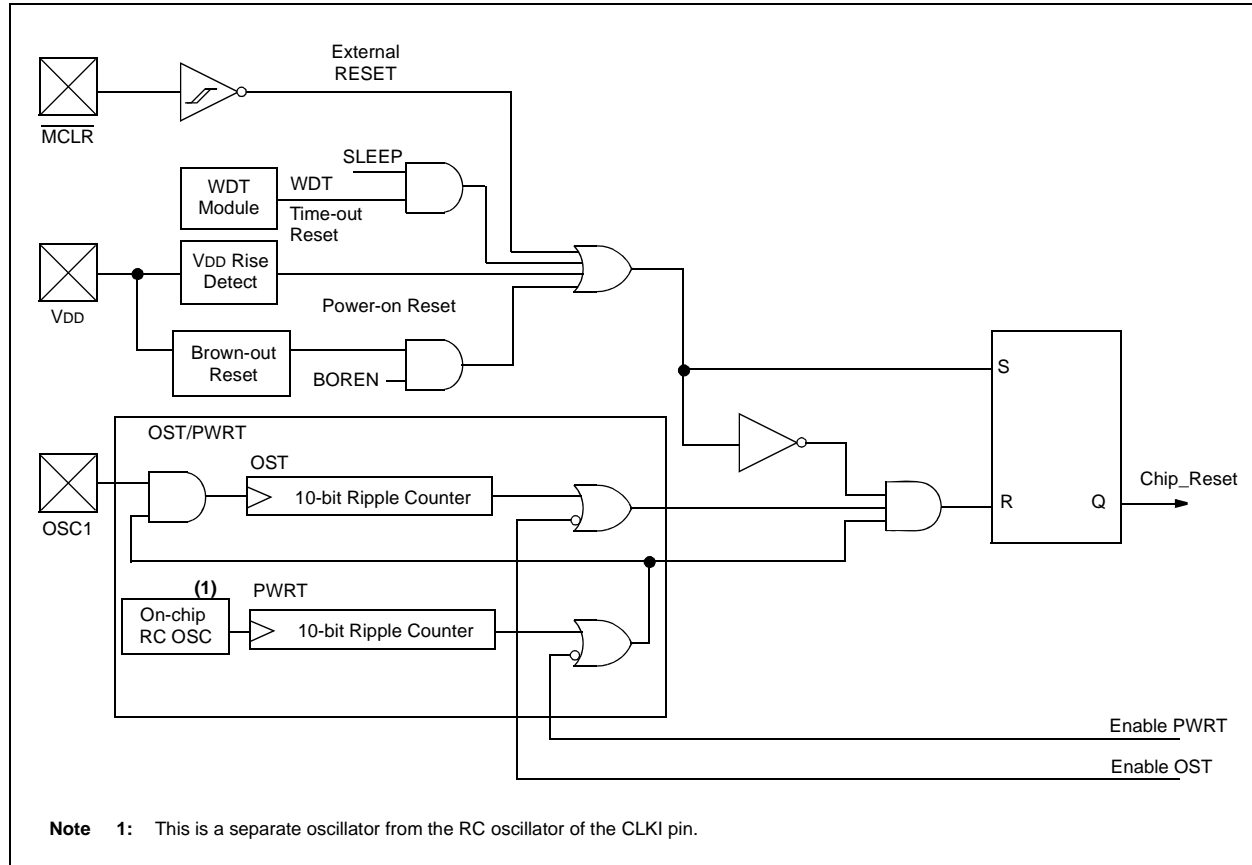 External
RESET
MCLR
SLEEP
WDT
Module
WDT
Time-out
Reset
VDD Rise
Detect
VDD
Power-on Reset
Brown-out
Reset
BOREN
S
OST/PWRT
OST
10-bit Ripple Counter
OSC1
Chip_Reset
R
Q
(1)
PWRT
On-chip
RC OSC
10-bit Ripple Counter
Enable PWRT
Enable OST
Note 1: This is a separate oscillator from the RC oscillator of the CLKI pin.